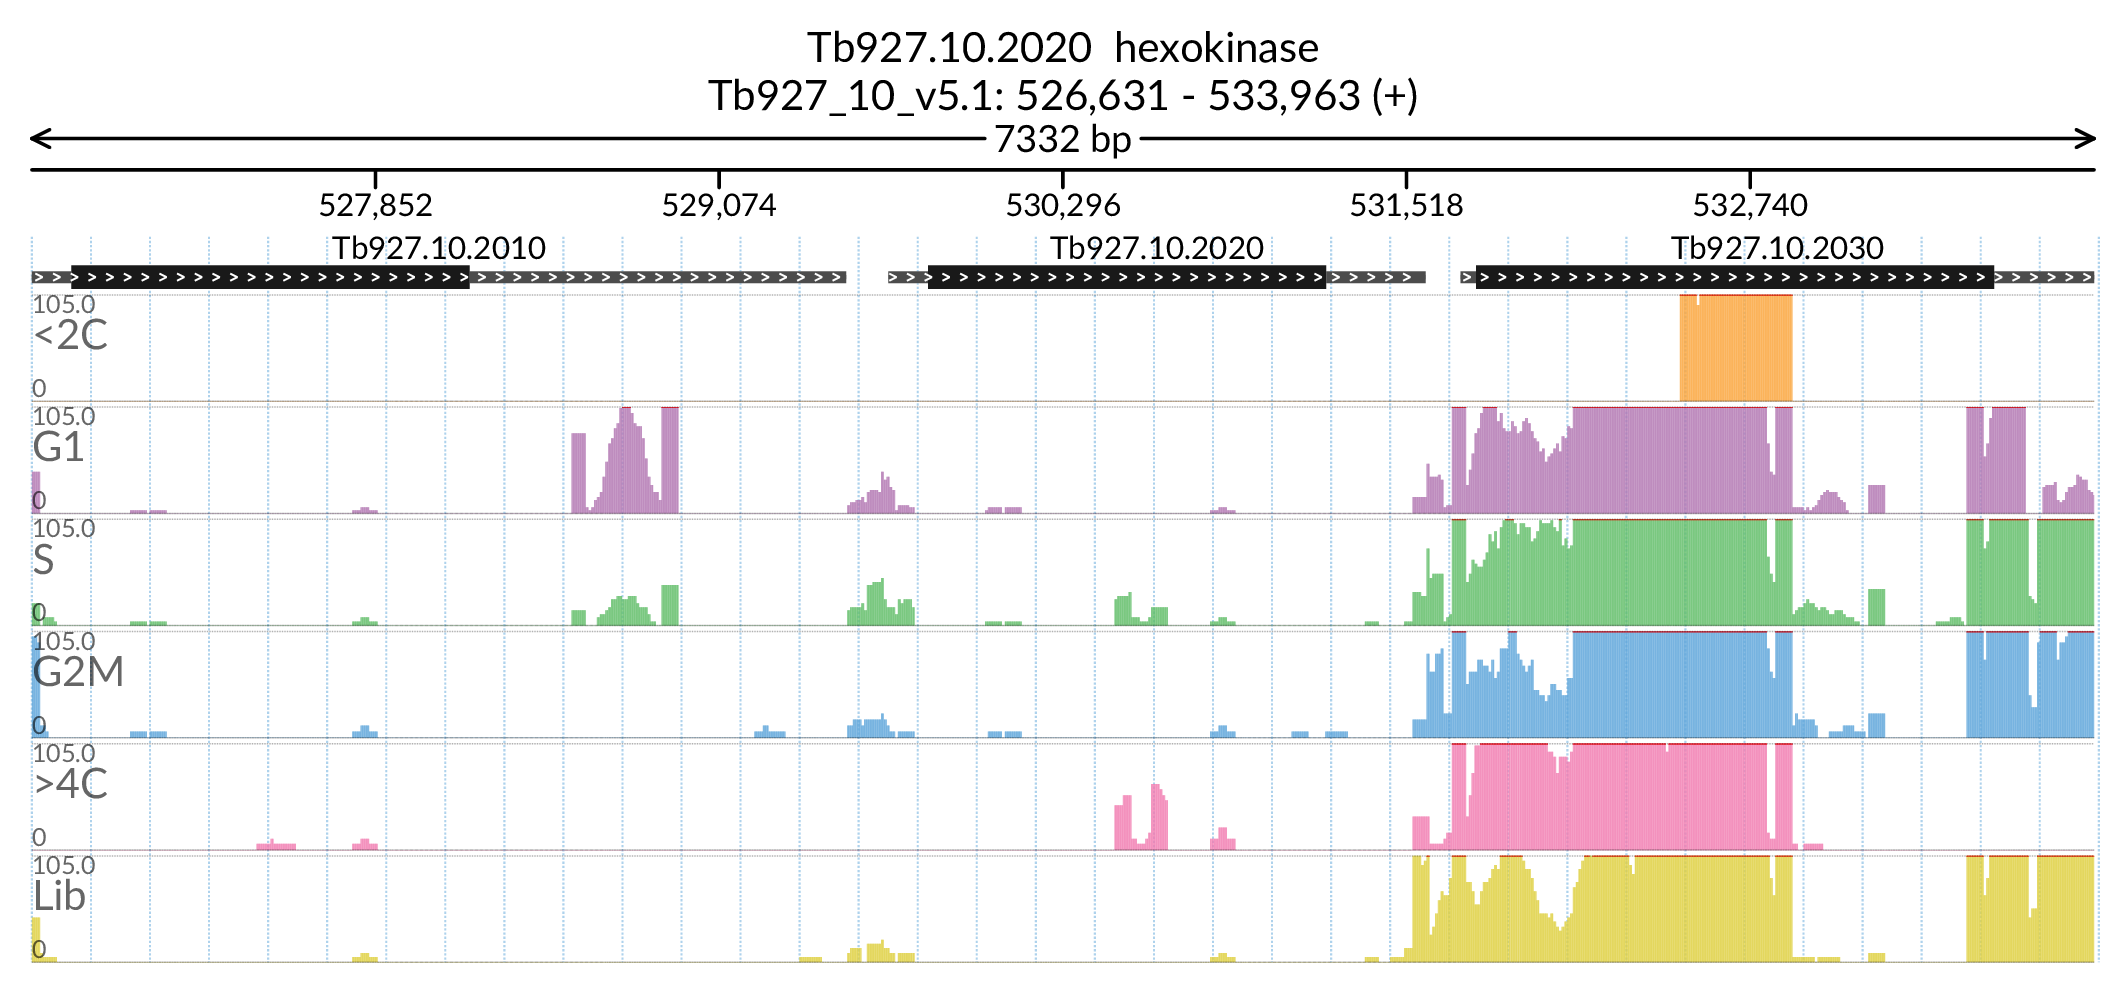 Tb927.10.2020  hexokinase
Tb927_10_v5.1: 526,631 - 533,963 (+)
7332 bp
527,852 529,074 530,296 531,518 532,740
Tb927.10.2010 Tb927.10.2020 Tb927.10.2030
105.0
<2C
0
105.0
G1
0
105.0
S
0
105.0
G2M
0
105.0
>4C
0
105.0
Lib
0